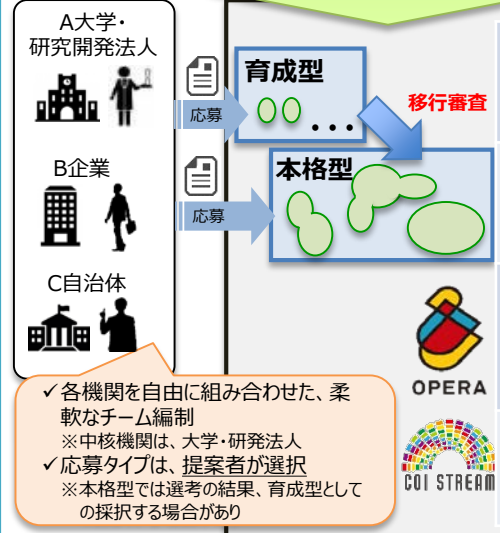 A大学・
研究開発法人
B企業
C自治体
応募
応募
育成型
・・・
移行審査
本格型
OPERA
COI STREAM
✓各機関を自由に組み合わせた、柔
軟なチーム編制
※中核機関は、大学・研発法人
✓応募タイプは、提案者が選択
※本格型では選考の結果、育成型として
の採択する場合があり